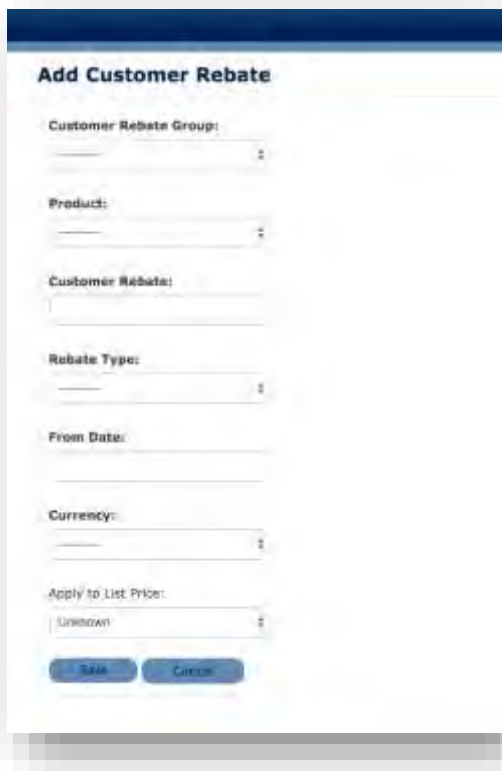 Add Customer Rebate
Customer Rebate Group:
---------
Product:
---------
Customer Rebate:
Rebate Type:
---------
From Date:
Currency:
---------
Apply to List Price:
Unknown
Save Cancel